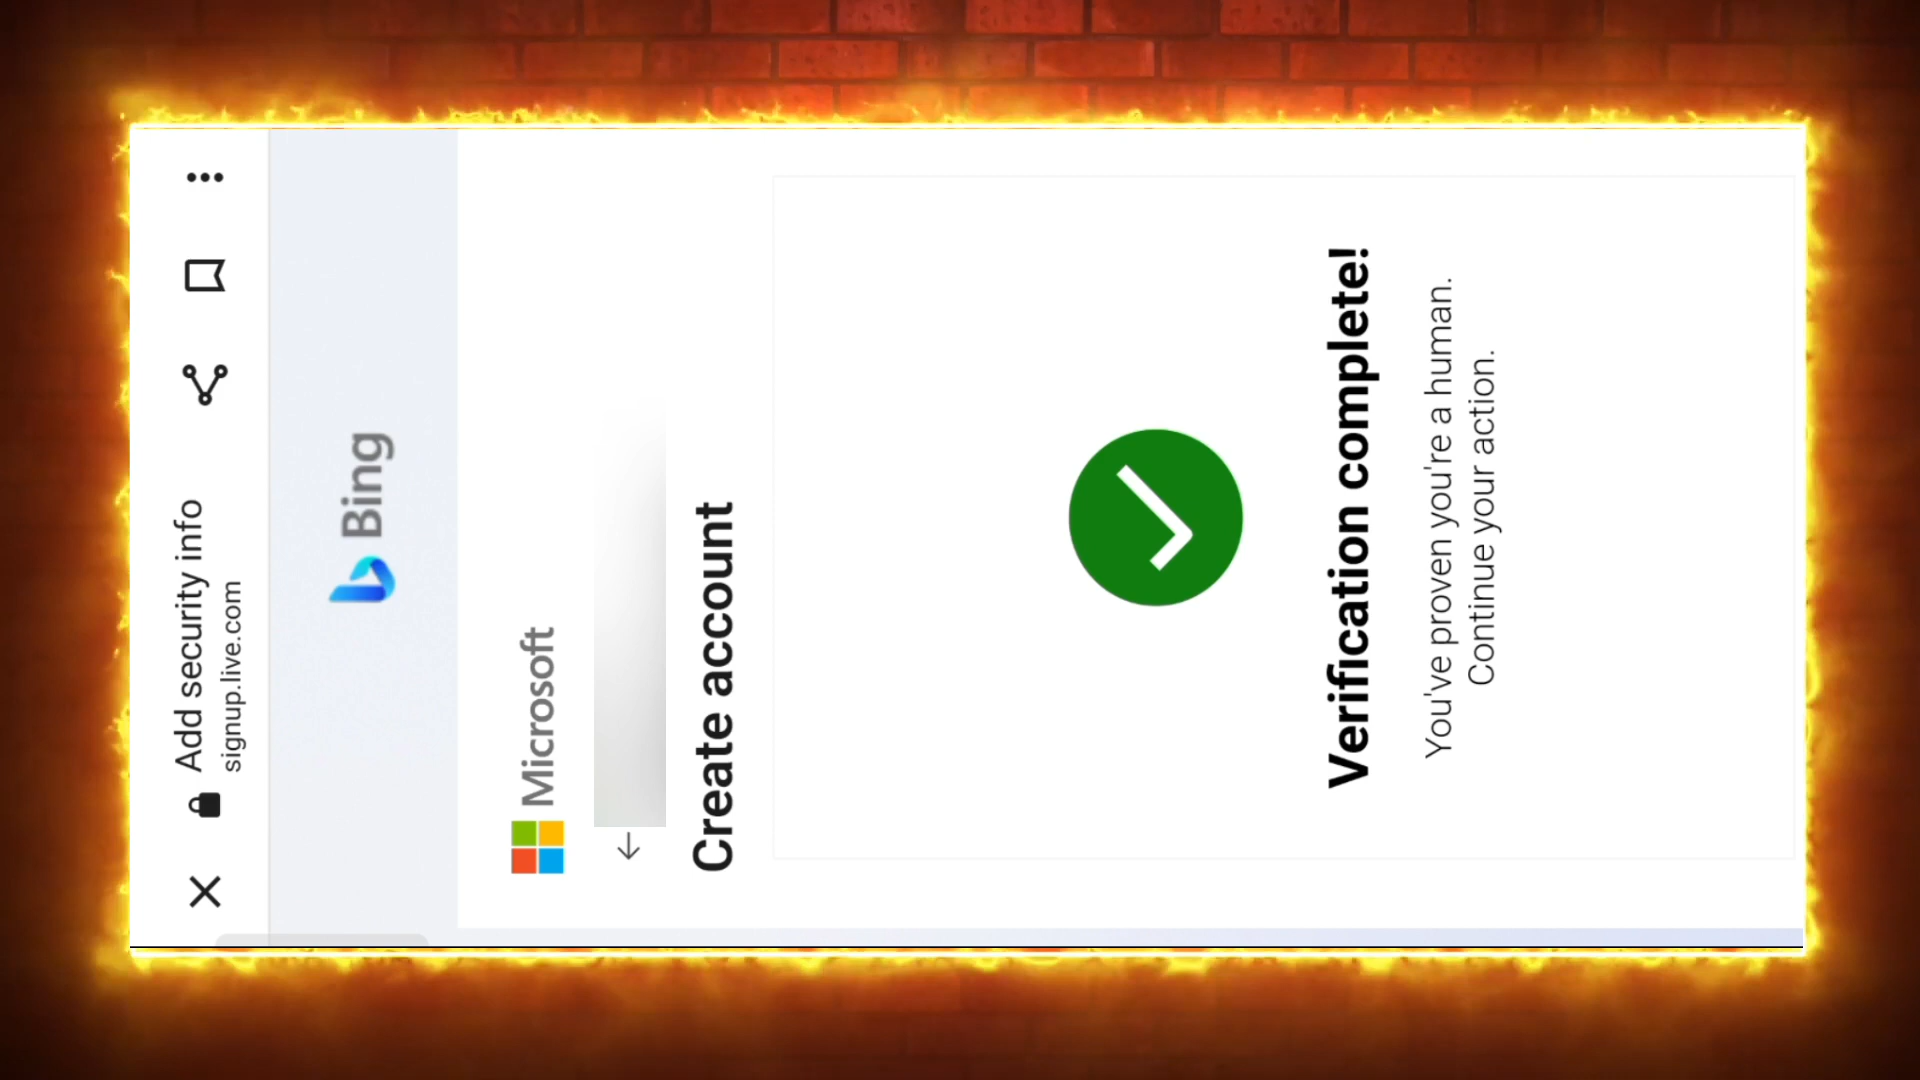 Add security info
signup.live.com
Bing
Microsoft
Create account
Verification complete!
You've proven you're a human.
Continue your action.